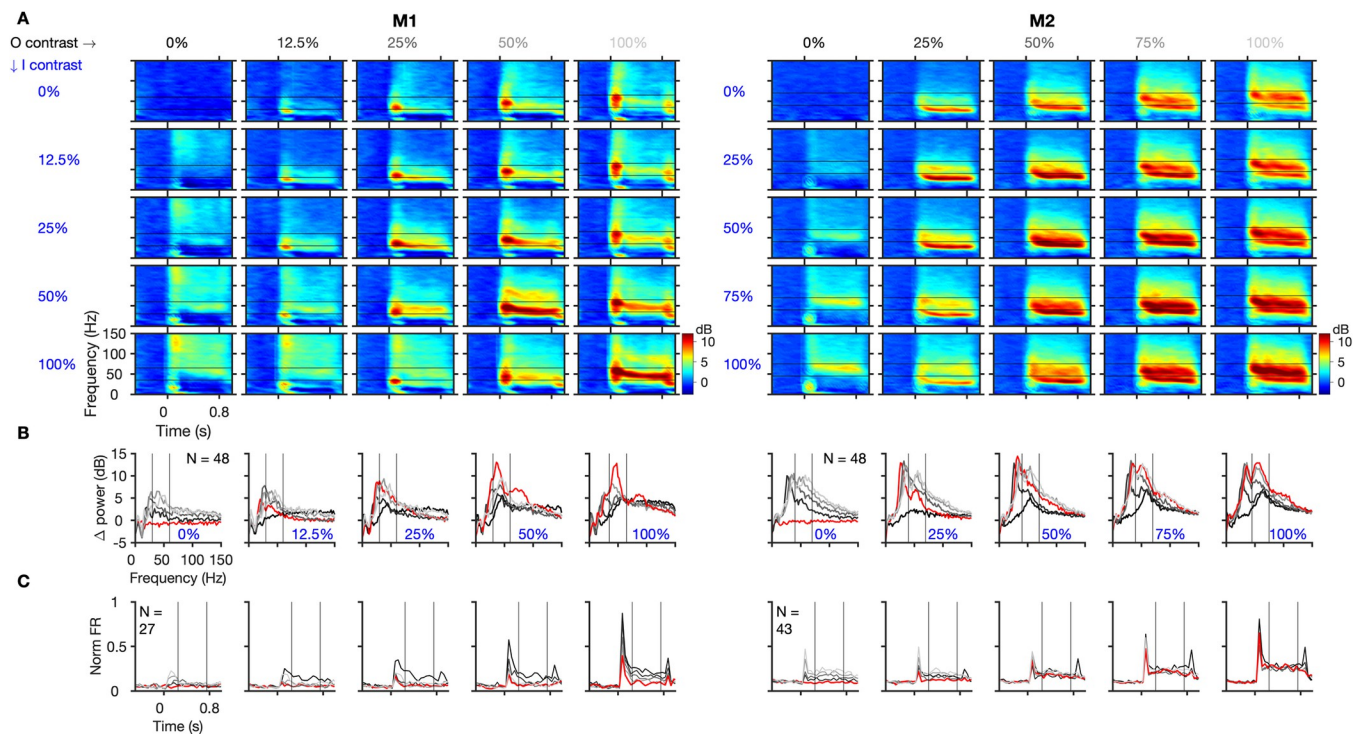 A
M1
M2
O contrast → 0% 12.5% 25% 50% 100% 0% 25% 50% 75% 100%
↓ I contrast
0% 0%
12.5% 25%
25% 50%
50% 75%
100% 100%
Frequency (Hz)
150
100
50
0
0 0.8
Time (s)
dB
10
5
0
dB
10
5
0
B
Δ power (dB)
15
10
5
0
-5
N = 48
N = 48
0% 12.5% 25% 50% 100% 0% 25% 50% 75% 100%
0 50 100 150
Frequency (Hz)
C
Norm FR
1
0.5
0
N =
27
N =
43
0 0.8
Time (s)